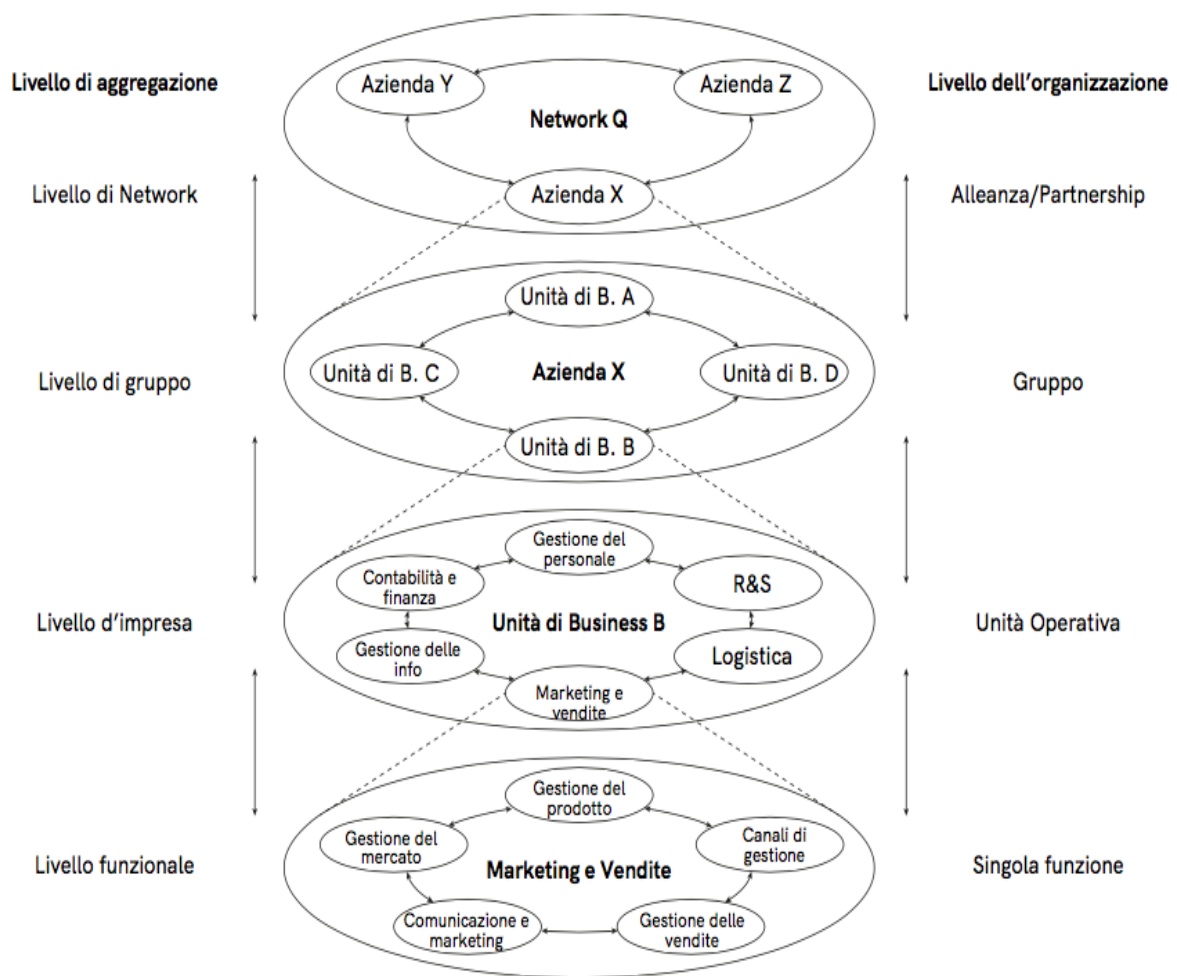 Livello di aggregazione
Azienda Y
Azienda Z
Livello dell’organizzazione
Network Q
Livello di Network
Azienda X
Alleanza/Partnership
Unità di B. A
Livello di gruppo
Unità di B. C
Azienda X
Unità di B. D
Gruppo
Unità di B. B
Gestione del
personale
Contabilità e
finanza
R&S
Livello d’impresa
Unità di Business B
Unità Operativa
Gestione delle
info
Logistica
Marketing e
vendite
Gestione del
prodotto
Gestione del
mercato
Canali di
gestione
Livello funzionale
Marketing e Vendite
Singola funzione
Comunicazione e
marketing
Gestione delle
vendite